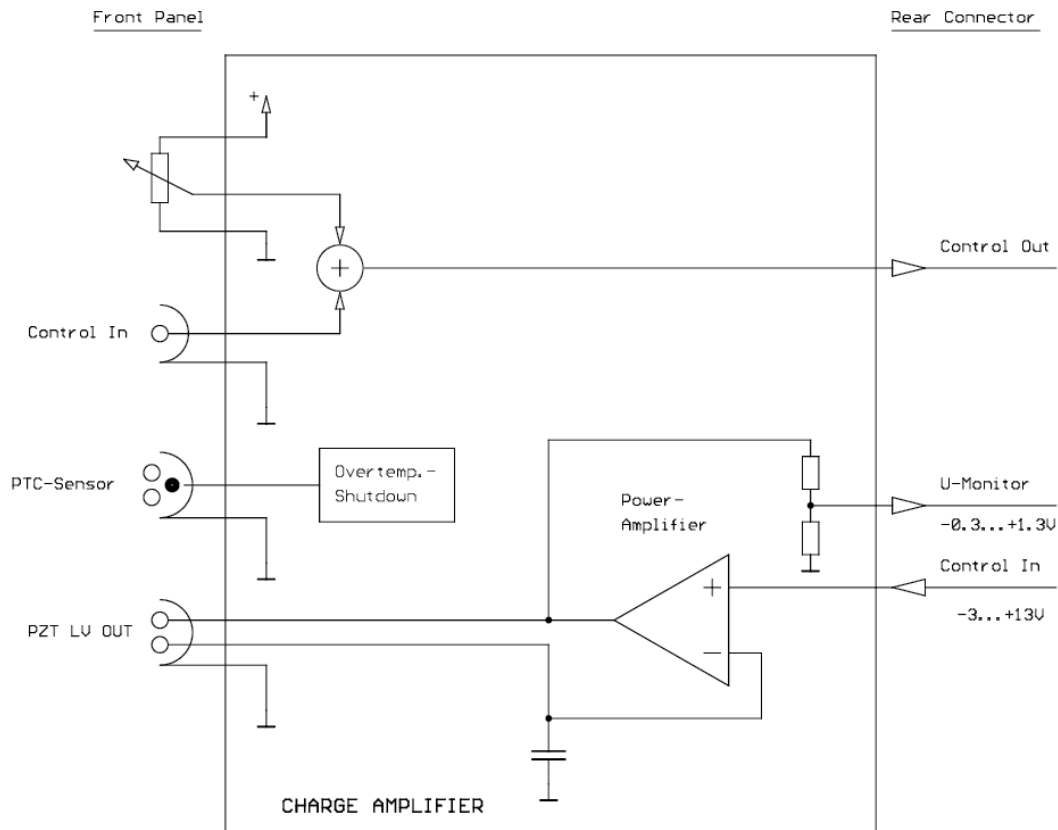 Front Panel
Rear Connector
+
+
Control Out
Control In
PTC-Sensor
Overtemp.-
Shutdown
Power-
Amplifier
U-Monitor
-0.3...+1.3V
Control In
-3...+13V
+
−
PZT LV OUT
CHARGE AMPLIFIER